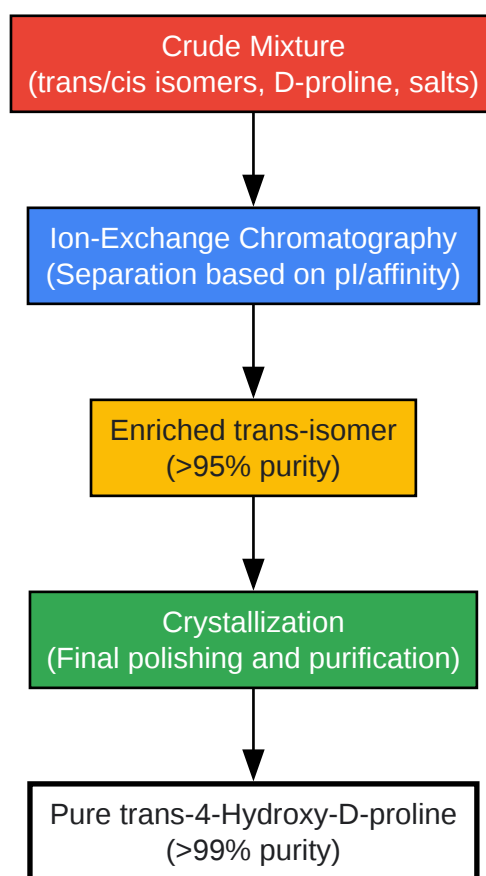 Crude Mixture
(trans/cis isomers, D-proline, salts)
Ion-Exchange Chromatography
(Separation based on pI/affinity)
Enriched trans-isomer
(>95% purity)
Crystallization
(Final polishing and purification)
Pure trans-4-Hydroxy-D-proline
(>99% purity)